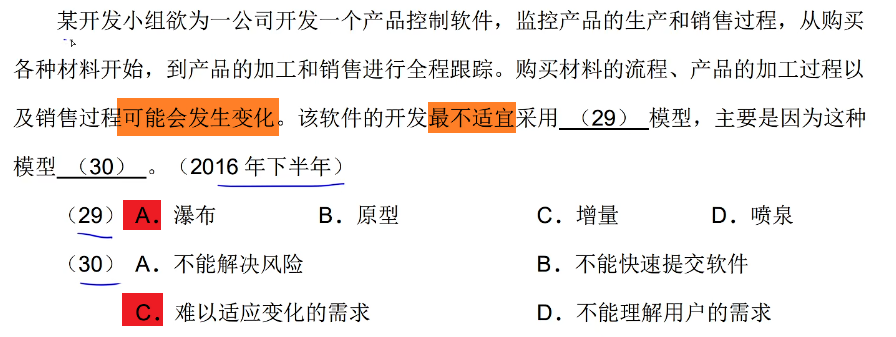 某开发小组欲为一公司开发一个产品控制软件，监控产品的生产和销售过程，从购买
各种材料开始，到产品的加工和销售进行全程跟踪。购买材料的流程、产品的加工过程以
及销售过程可能会发生变化。该软件的开发最不适宜采用 （29） 模型，主要是因为这种
模型 （30） 。（2016 年下半年）
（29） A．瀑布 B．原型 C．增量 D．喷泉
（30） A．不能解决风险 B．不能快速提交软件
C．难以适应变化的需求 D．不能理解用户的需求